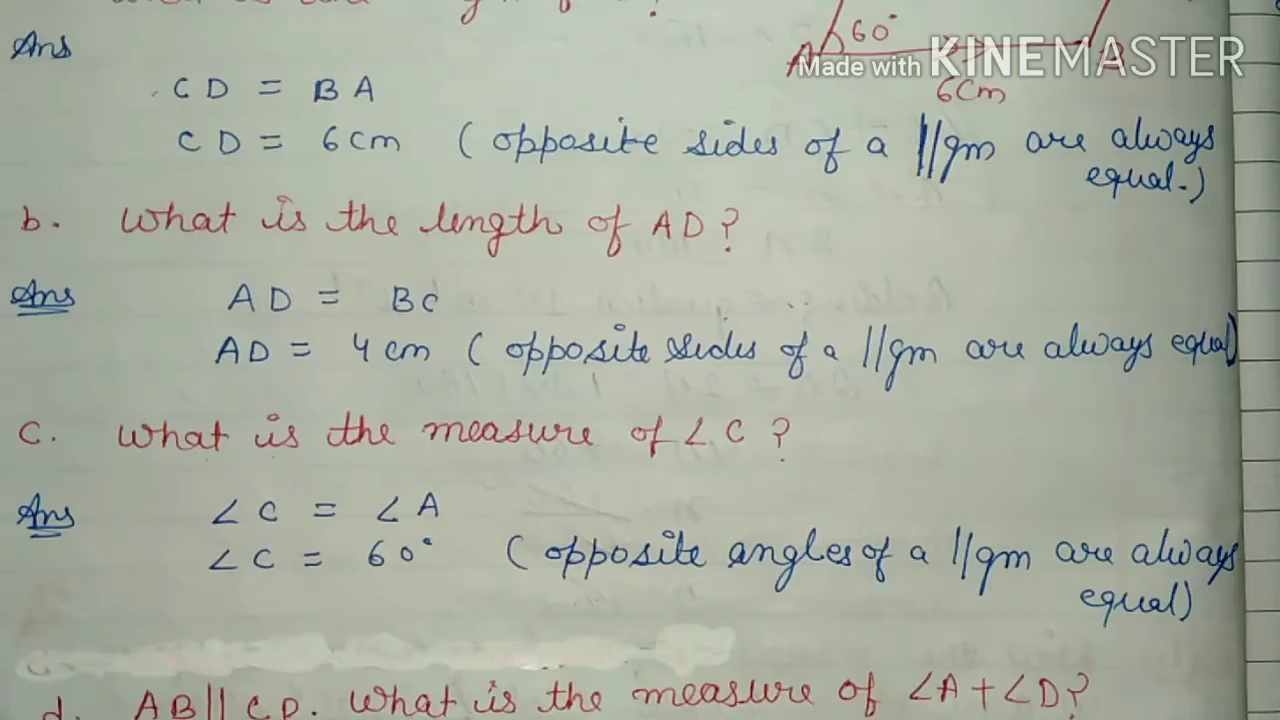 Ans
A 60° B
Made with KINEMASTER
6cm
CD = BA
CD = 6cm (opposite sides of a ||gm are always
equal.)
b. What is the length of AD?
Ans AD = BC
AD = 4cm (opposite sides of a ||gm are always equal)
c. What is the measure of ∠C?
Ans ∠C = ∠A
∠C = 60° (opposite angles of a ||gm are always
equal)
d. AB||CD. What is the measure of ∠A+∠D?